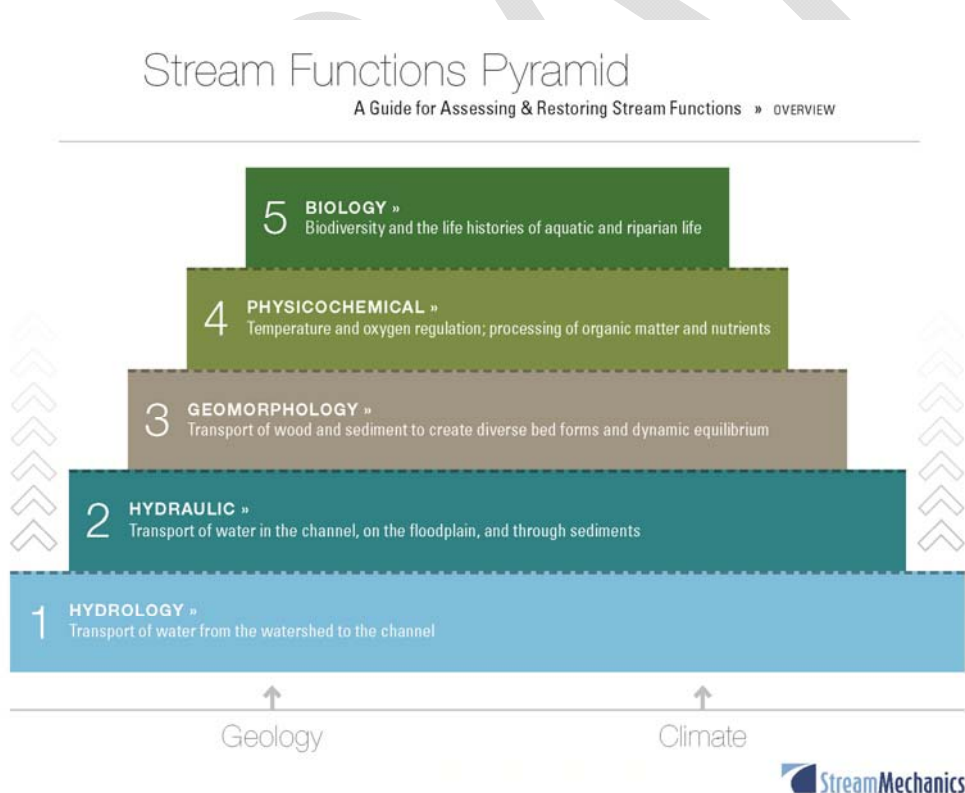 Stream Functions Pyramid
A Guide for Assessing & Restoring Stream Functions » OVERVIEW
5 BIOLOGY »
Biodiversity and the life histories of aquatic and riparian life
4 PHYSICOCHEMICAL »
Temperature and oxygen regulation; processing of organic matter and nutrients
3 GEOMORPHOLOGY »
Transport of wood and sediment to create diverse bed forms and dynamic equilibrium
2 HYDRAULIC »
Transport of water in the channel, on the floodplain, and through sediments
1 HYDROLOGY »
Transport of water from the watershed to the channel
Geology Climate
StreamMechanics